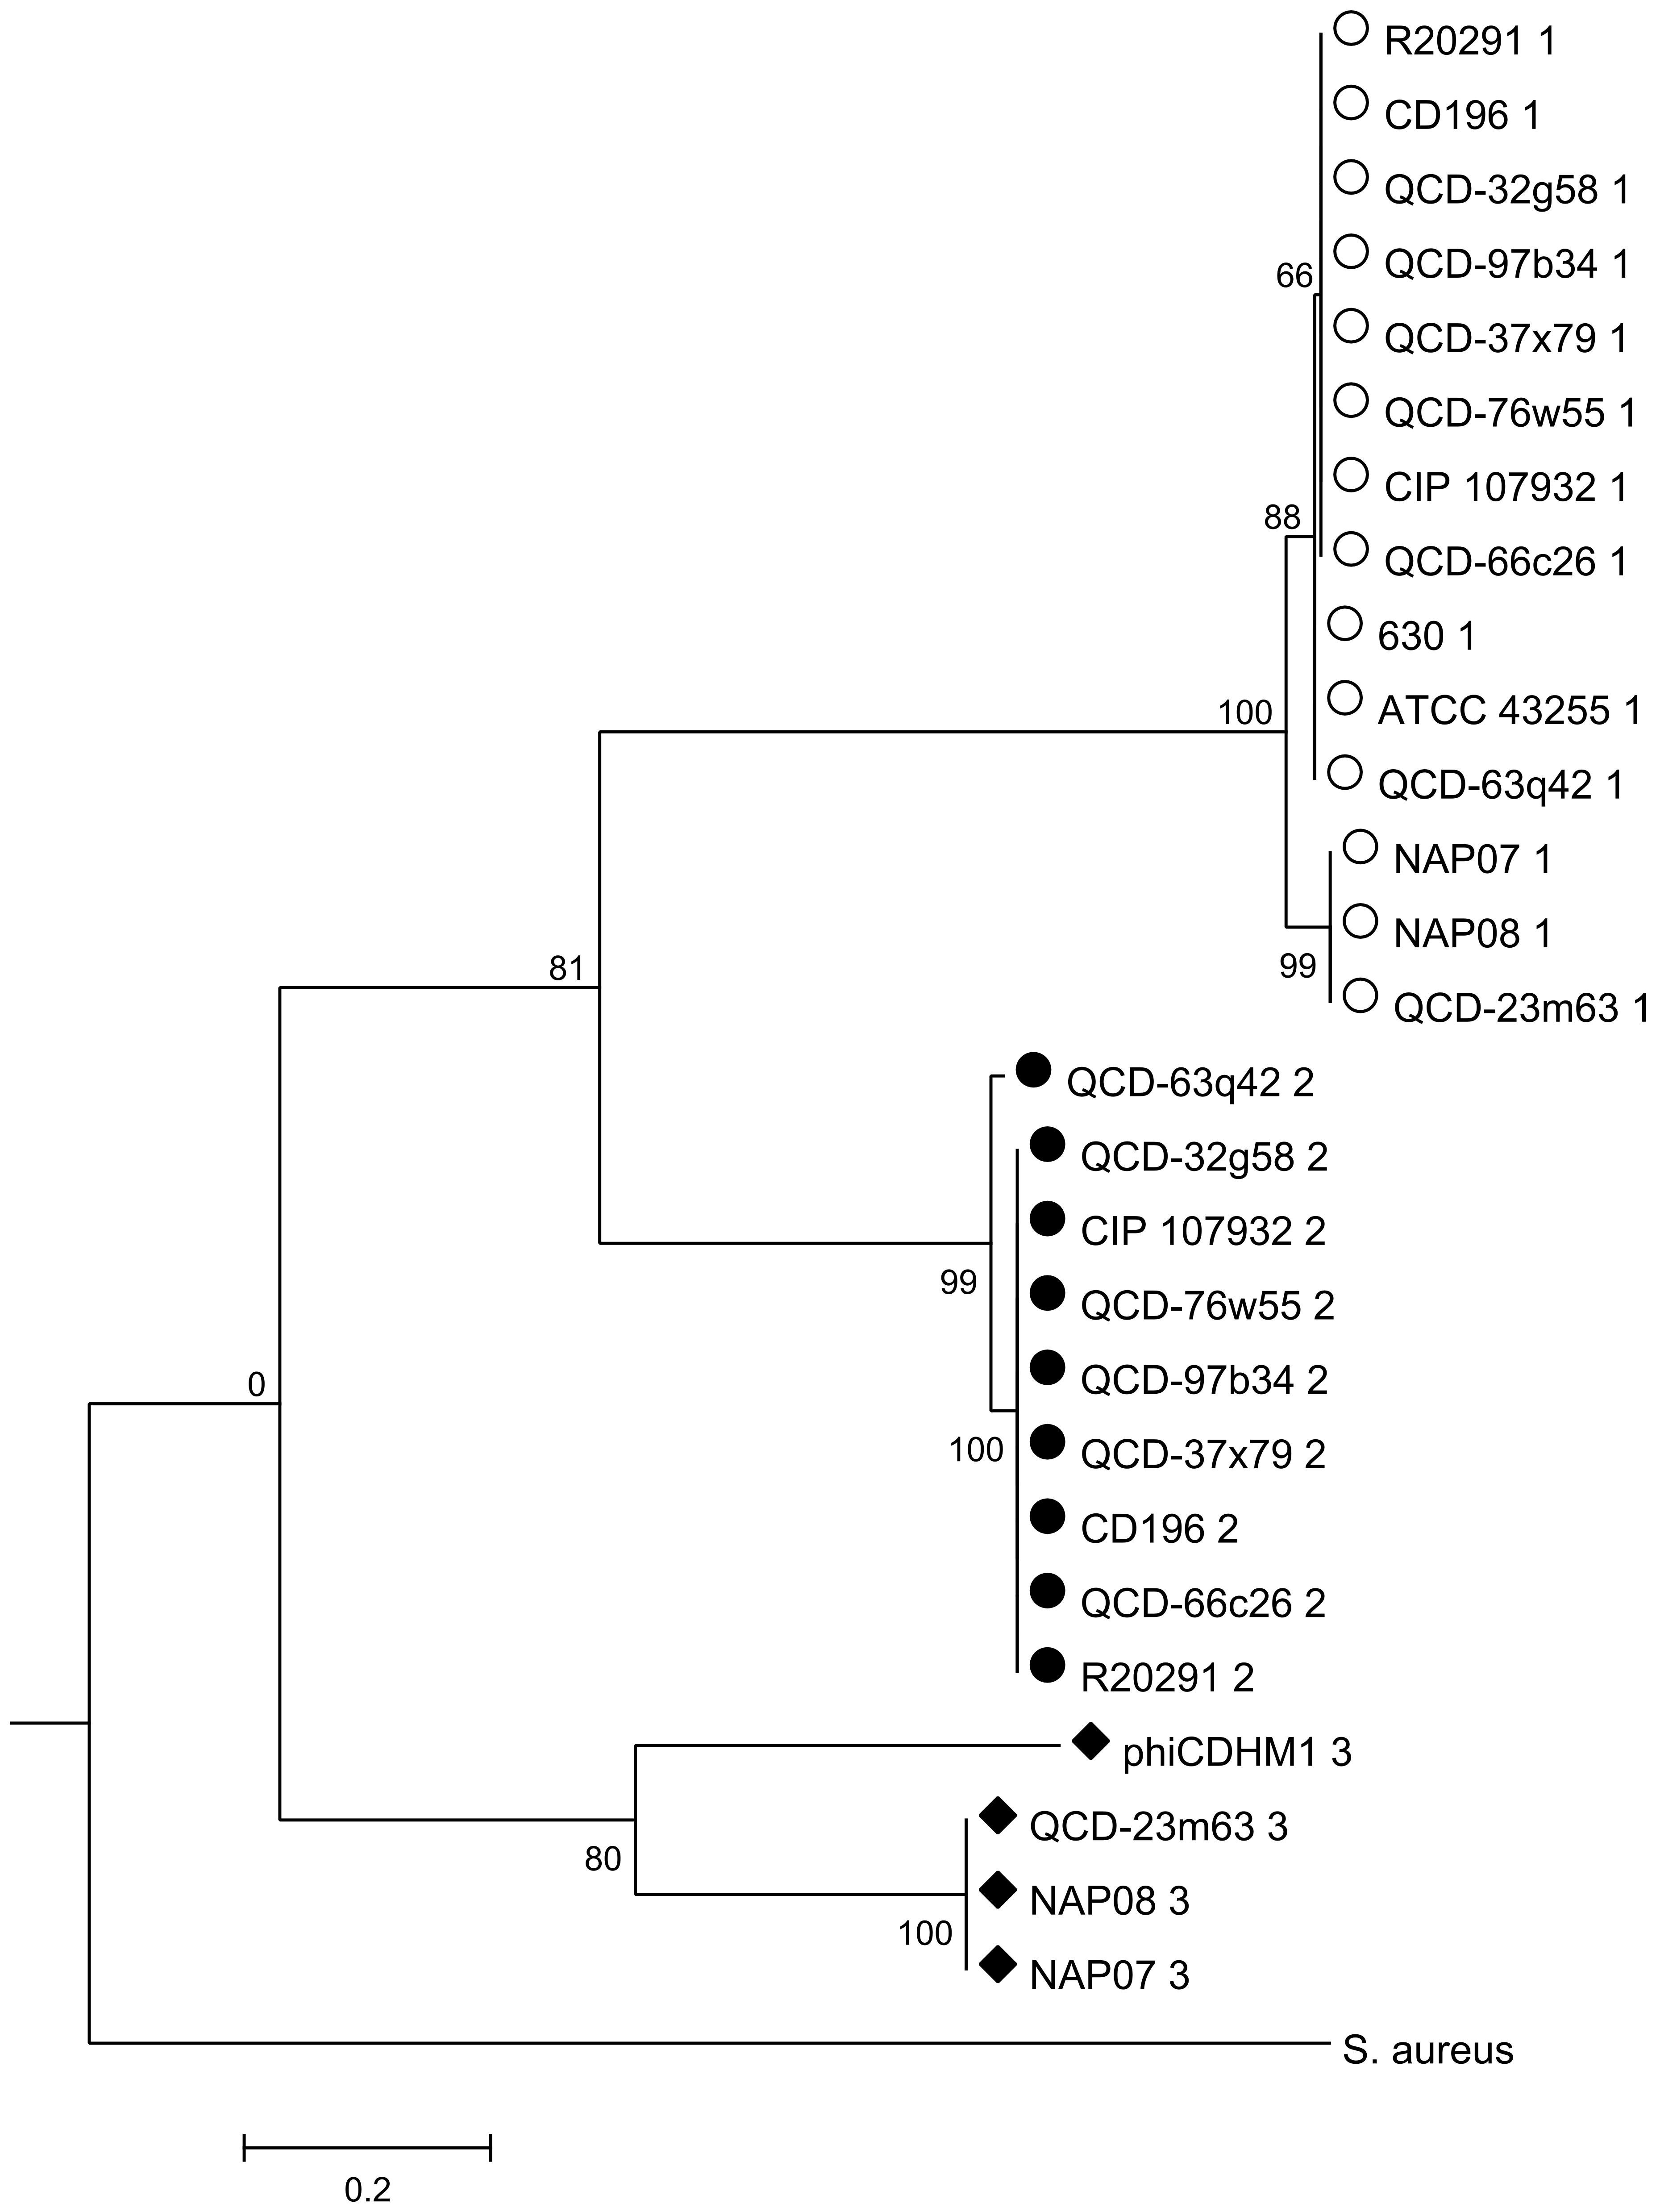 R20291 1
CD196 1
QCD-32g58 1
QCD-97b34 1
66
QCD-37x79 1
QCD-76w55 1
CIP 107932 1
88
QCD-66c26 1
630 1
ATCC 43255 1
100
QCD-63q42 1
NAP07 1
NAP08 1
99
81
QCD-23m63 1
QCD-63q42 2
QCD-32g58 2
CIP 107932 2
99
QCD-76w55 2
QCD-97b34 2
0
QCD-37x79 2
100
CD196 2
QCD-66c26 2
R20291 2
phiCDHM1 3
QCD-23m63 3
80
NAP08 3
100
NAP07 3
S. aureus
0.2